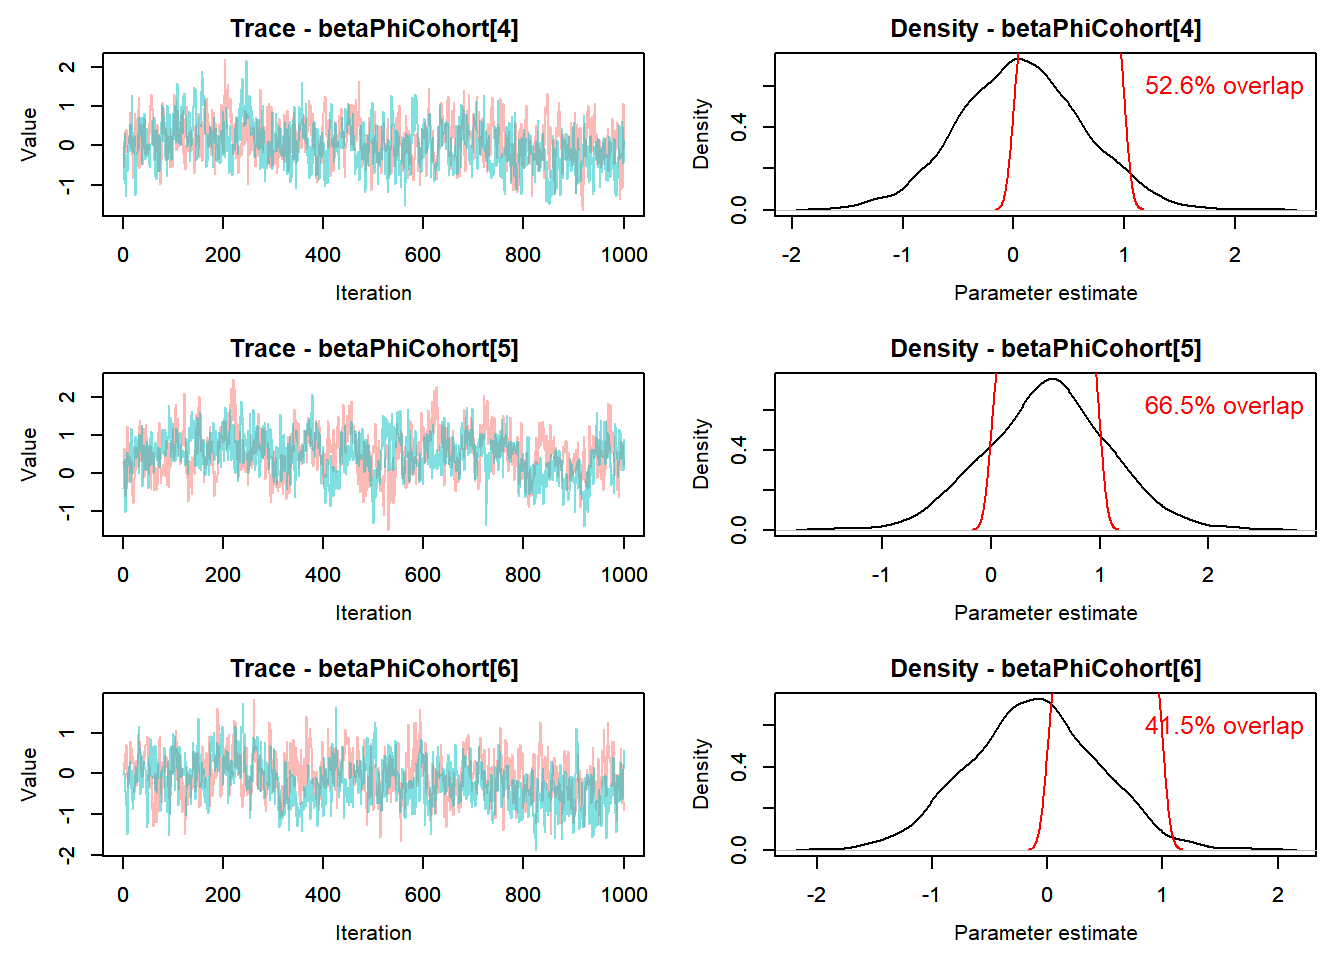 Trace - betaPhiCohort[4]
Value
-1 0 1 2
0 200 400 600 800 1000
Iteration
Density - betaPhiCohort[4]
52.6% overlap
Density
0.0 0.4
-2 -1 0 1 2
Parameter estimate
Trace - betaPhiCohort[5]
Value
-1 0 1 2
0 200 400 600 800 1000
Iteration
Density - betaPhiCohort[5]
66.5% overlap
Density
0.0 0.4
-1 0 1 2
Parameter estimate
Trace - betaPhiCohort[6]
Value
-2 -1 0 1
0 200 400 600 800 1000
Iteration
Density - betaPhiCohort[6]
41.5% overlap
Density
0.0 0.4
-2 -1 0 1 2
Parameter estimate